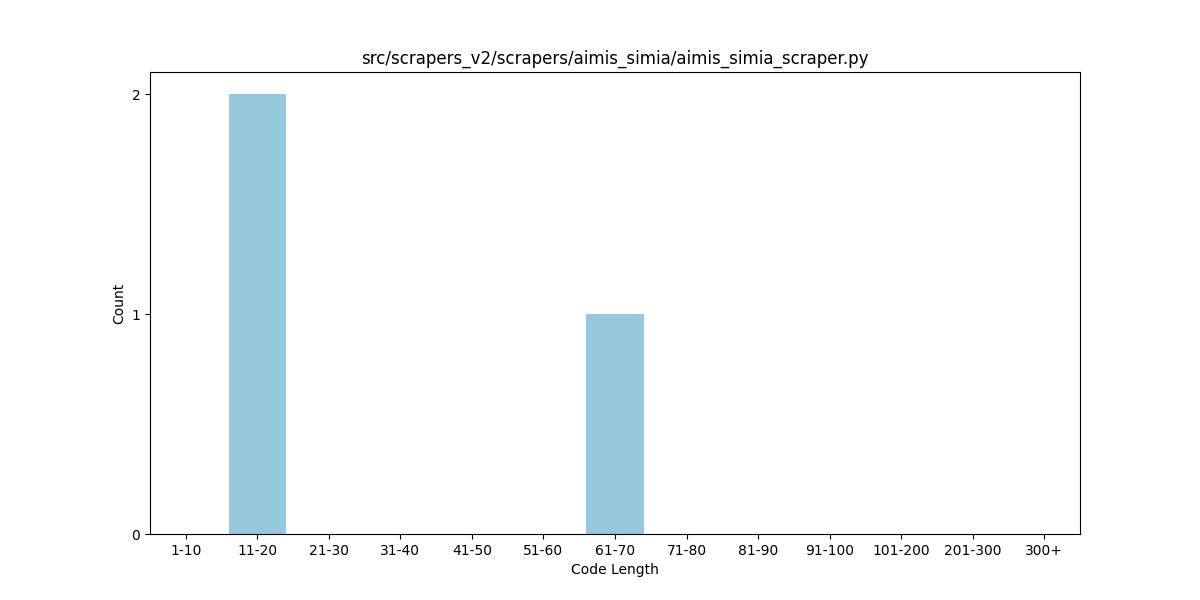 src/scrapers_v2/scrapers/aimis_simia/aimis_simia_scraper.py
2
1
0
Count
1-10 11-20 21-30 31-40 41-50 51-60 61-70 71-80 81-90 91-100 101-200 201-300 300+
Code Length